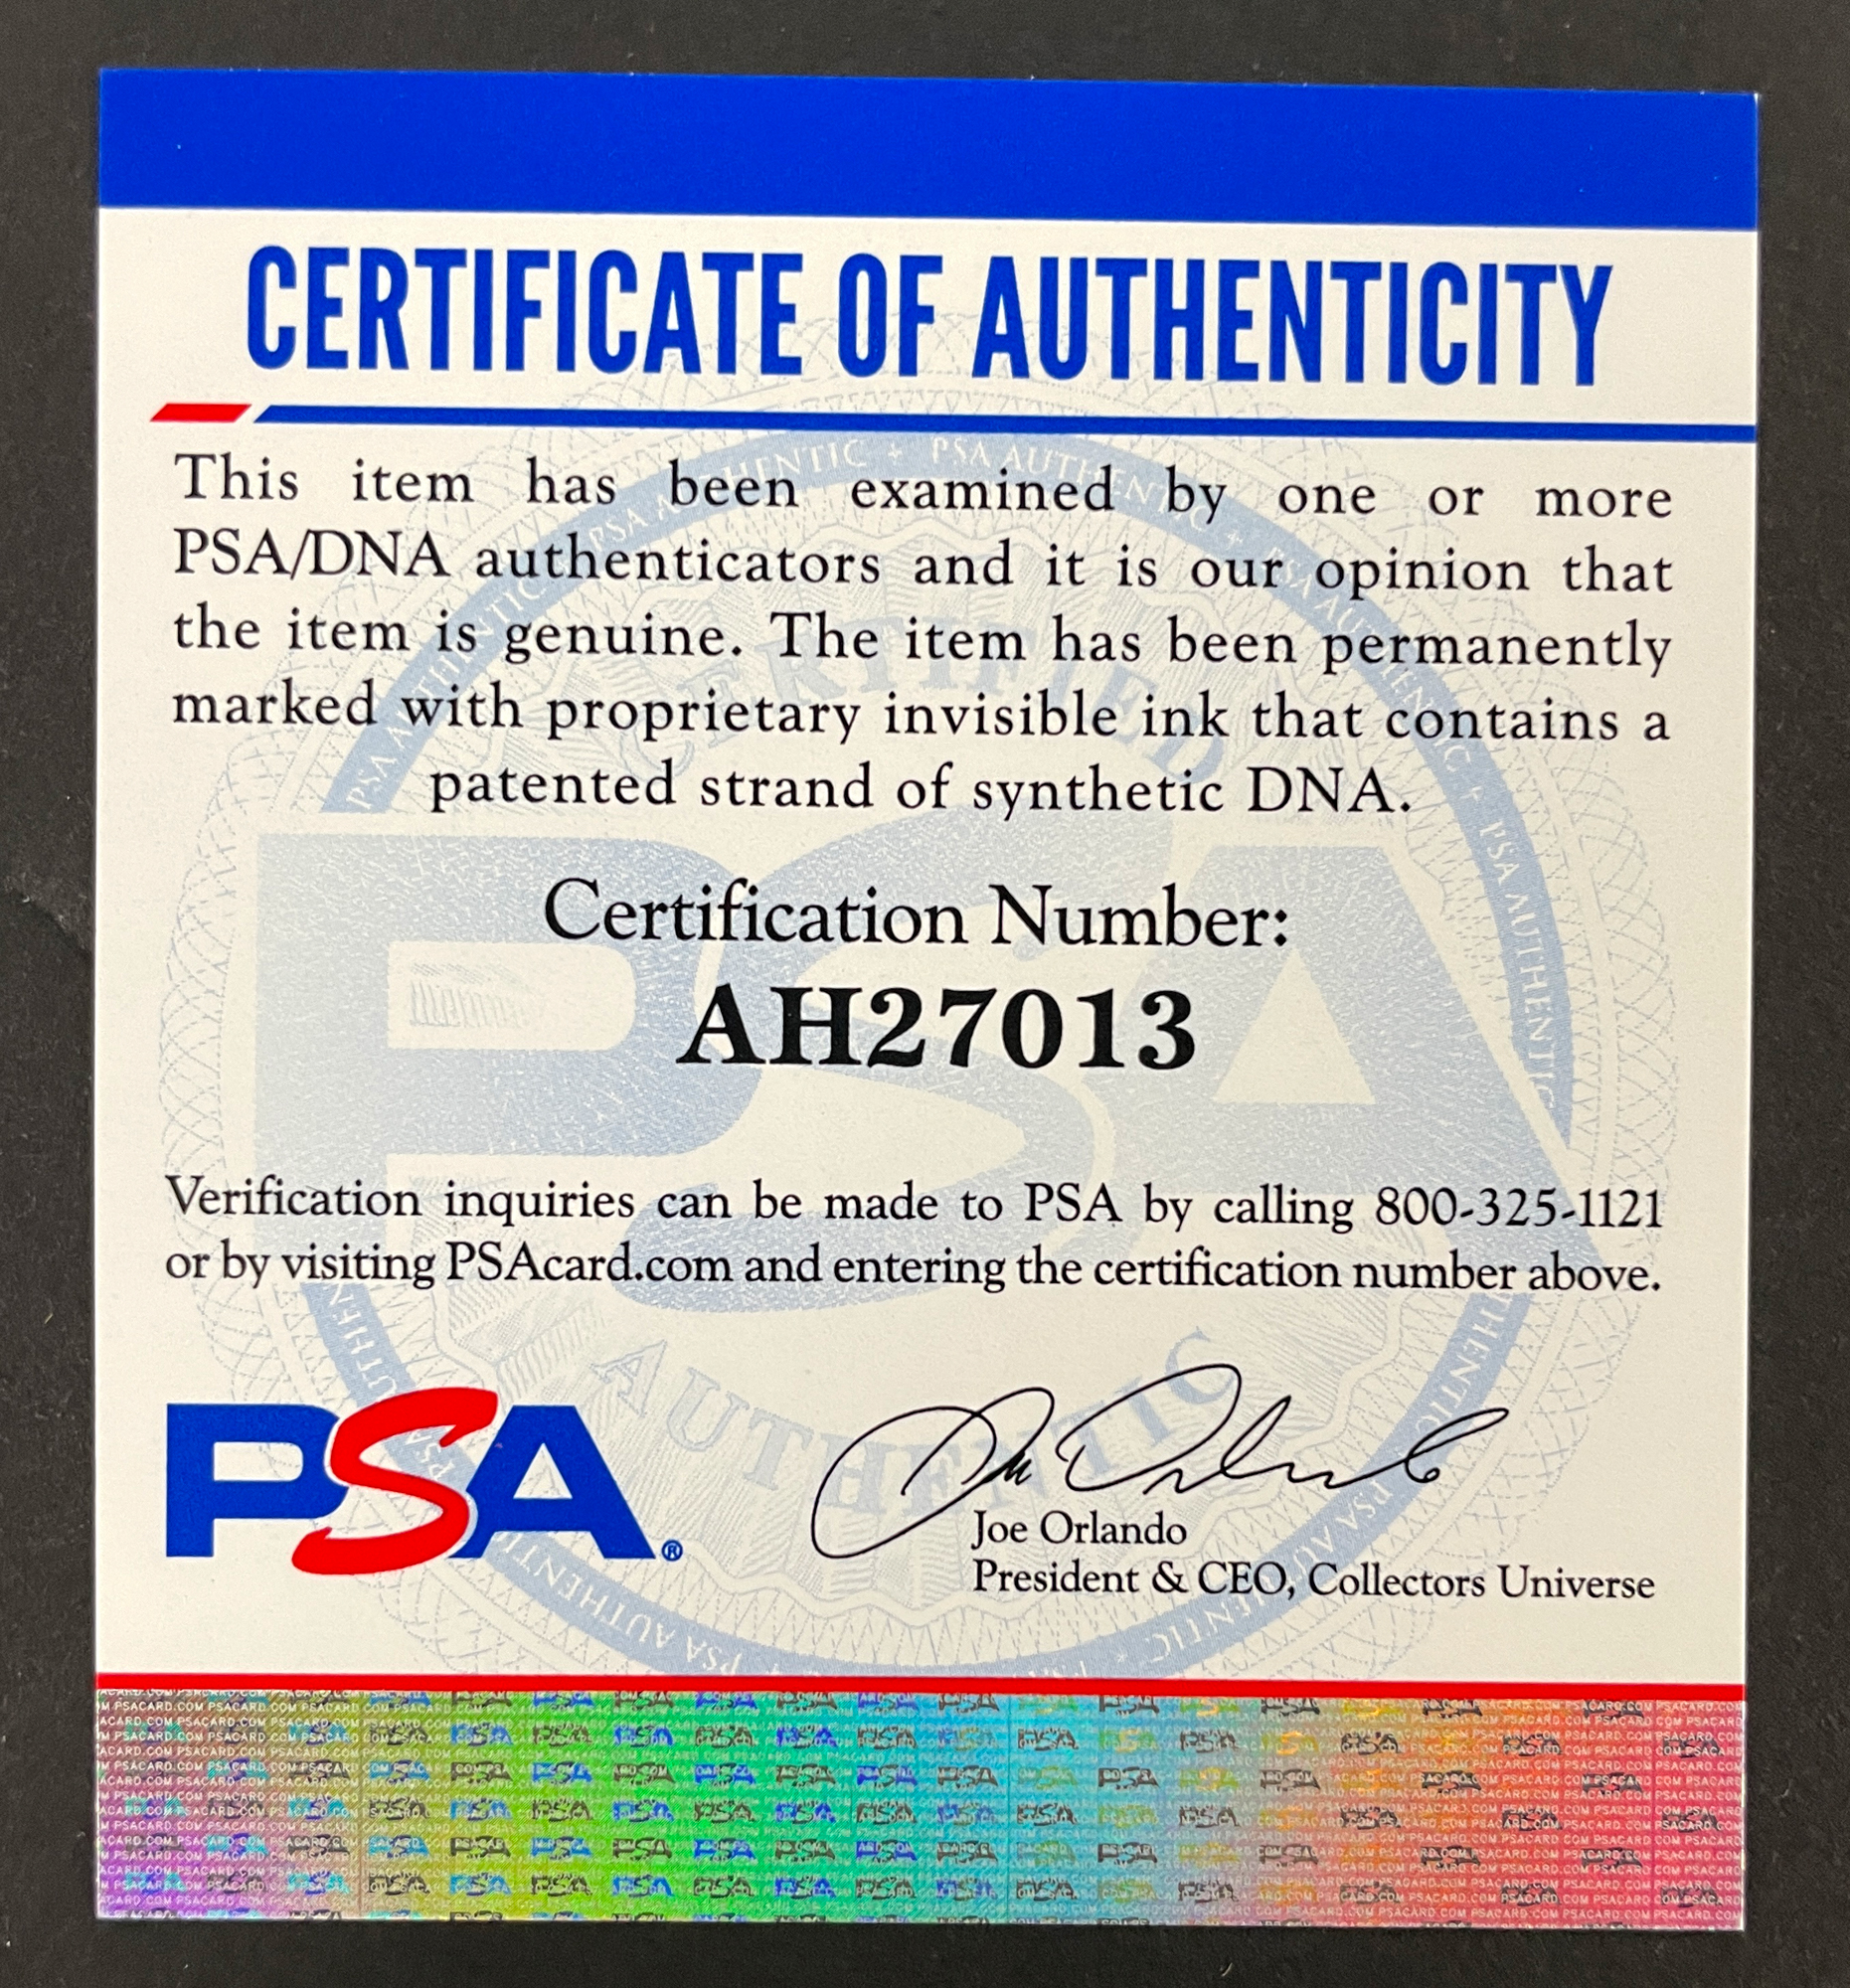 CERTIFICATE OF AUTHENTICITY
This item has been examined by one or more
PSA/DNA authenticators and it is our opinion that
the item is genuine. The item has been permanently
marked with proprietary invisible ink that contains a
patented strand of synthetic DNA.
CERTIFIED
PSA
Certification Number:
AH27013
Verification inquiries can be made to PSA by calling 800-325-1121
or by visiting PSAcard.com and entering the certification number above.
AUTHENTIC
PSA®
Joe Orlando
President & CEO, Collectors Universe